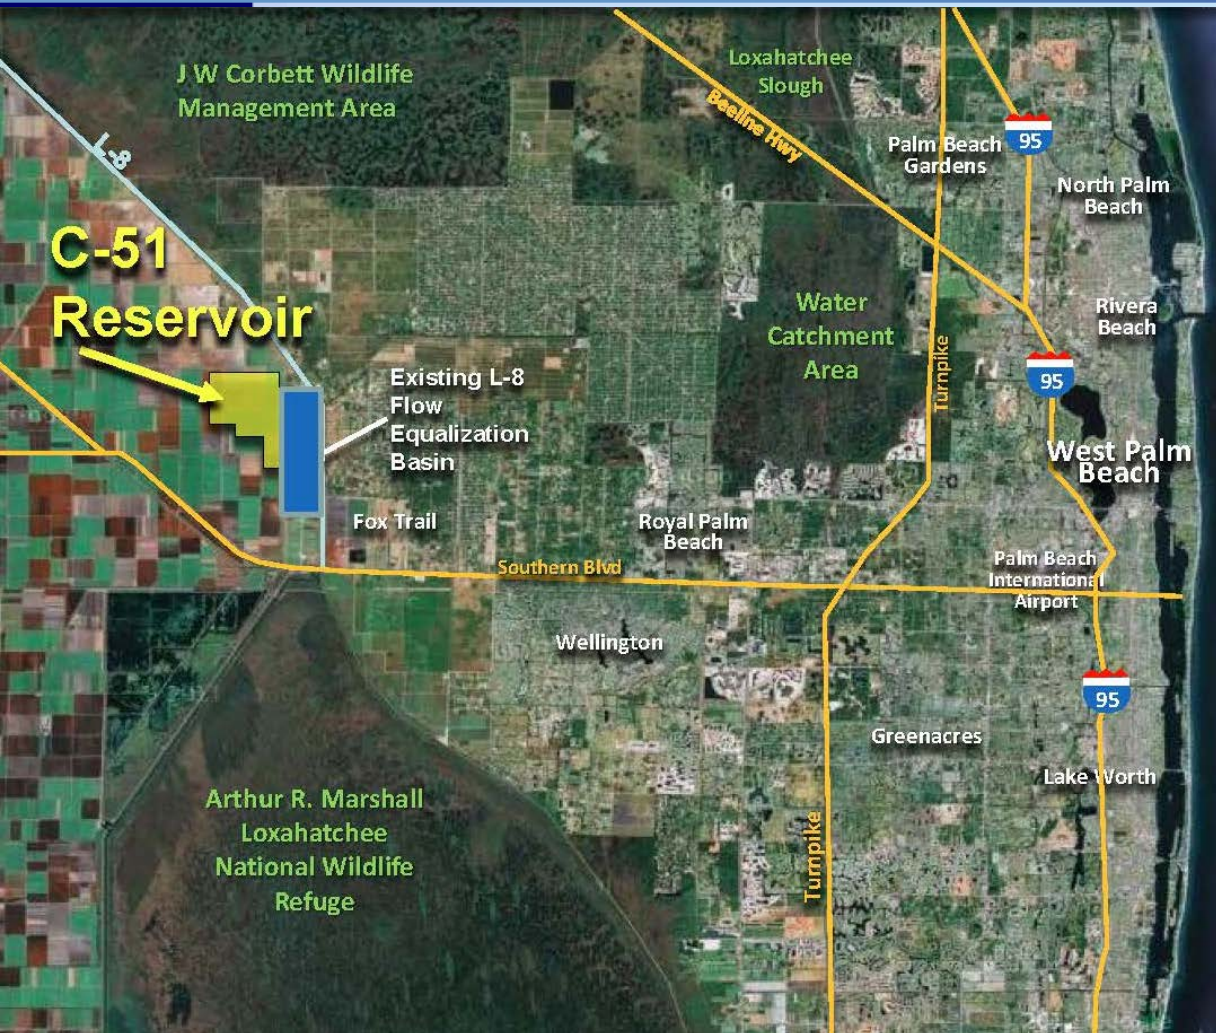 J W Corbett Wildlife
Management Area
Loxahatchee
Slough
Beeline Hwy
L-8
95
Palm Beach
Gardens
North Palm
Beach
C-51
Reservoir
Water
Catchment
Area
Rivera
Beach
Turnpike
95
Existing L-8
Flow
Equalization
Basin
West Palm
Beach
Fox Trail
Royal Palm
Beach
Southern Blvd
Palm Beach
International
Airport
Wellington
95
Greenacres
Lake Worth
Arthur R. Marshall
Loxahatchee
National Wildlife
Refuge
Turnpike